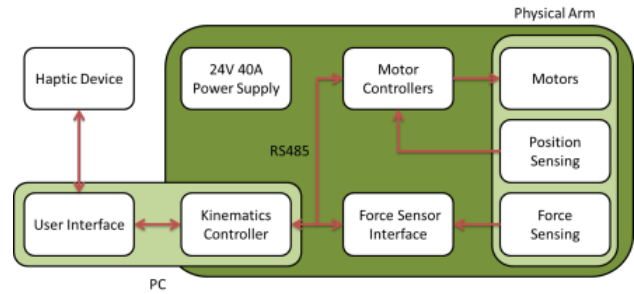 Physical Arm
Haptic Device
24V 40A
Power Supply
Motor
Controllers
Motors
RS485
Position
Sensing
User Interface
Kinematics
Controller
Force Sensor
Interface
Force
Sensing
PC